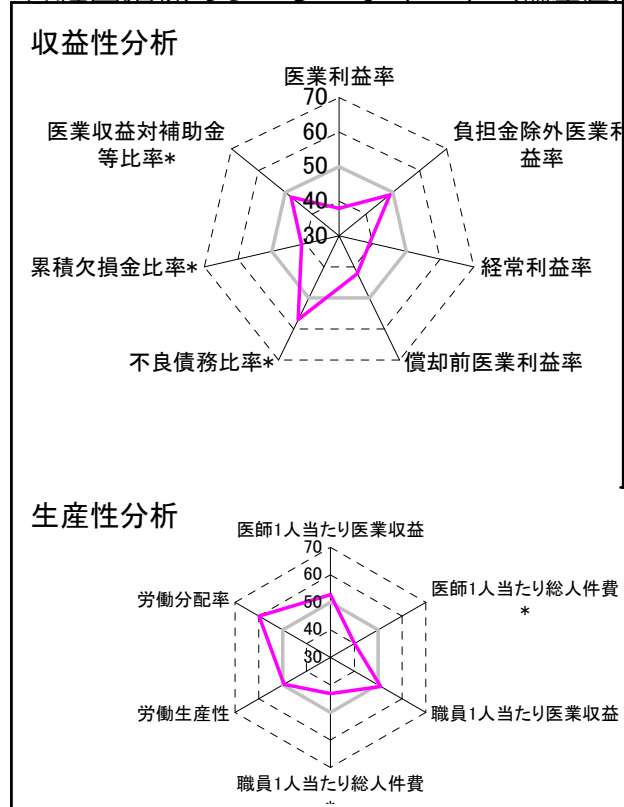 収益性分析
医業利益率
70
60
50
40
30
負担金除外医業利
益率
経常利益率
償却前医業利益率
不良債務比率*
累積欠損金比率*
医業収益対補助金
等比率*
生産性分析
医師1人当たり医業収益
70
60
50
40
30
医師1人当たり総人件費
*
職員1人当たり医業収益
職員1人当たり総人件費
*
労働生産性
労働分配率